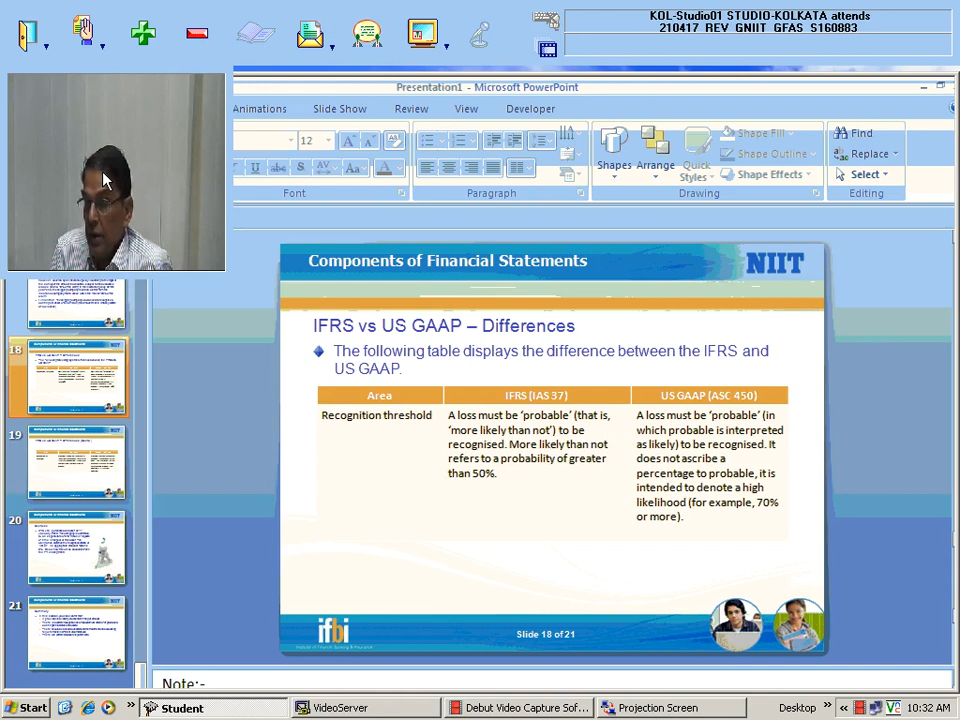 KOL-Studio01 STUDIO-KOLKATA attends
210417_REV_GNIIT_GFAS_S160883
Presentation1 - Microsoft PowerPoint
Animations Slide Show Review View Developer
12
Shapes Arrange Quick Styles
Shape Fill
Shape Outline
Shape Effects
Find
Replace
Select
Font Paragraph Drawing Editing
Components of Financial Statements
NIIT
IFRS vs US GAAP – Differences
The following table displays the difference between the IFRS and
US GAAP.
Area IFRS (IAS 37) US GAAP (ASC 450)
Recognition threshold
A loss must be ‘probable’ (that is,
‘more likely than not’) to be
recognised. More likely than not
refers to a probability of greater
than 50%.
A loss must be ‘probable’ (in
which probable is interpreted
as likely) to be recognised. It
does not ascribe a
percentage to probable, it is
intended to denote a high
likelihood (for example, 70%
or more).
ifbi
Institute of Finance Banking & Insurance
Slide 18 of 21
18
19
20
21
Note:-
Start
Student
VideoServer
Debut Video Capture Sof...
Projection Screen
Desktop
10:32 AM